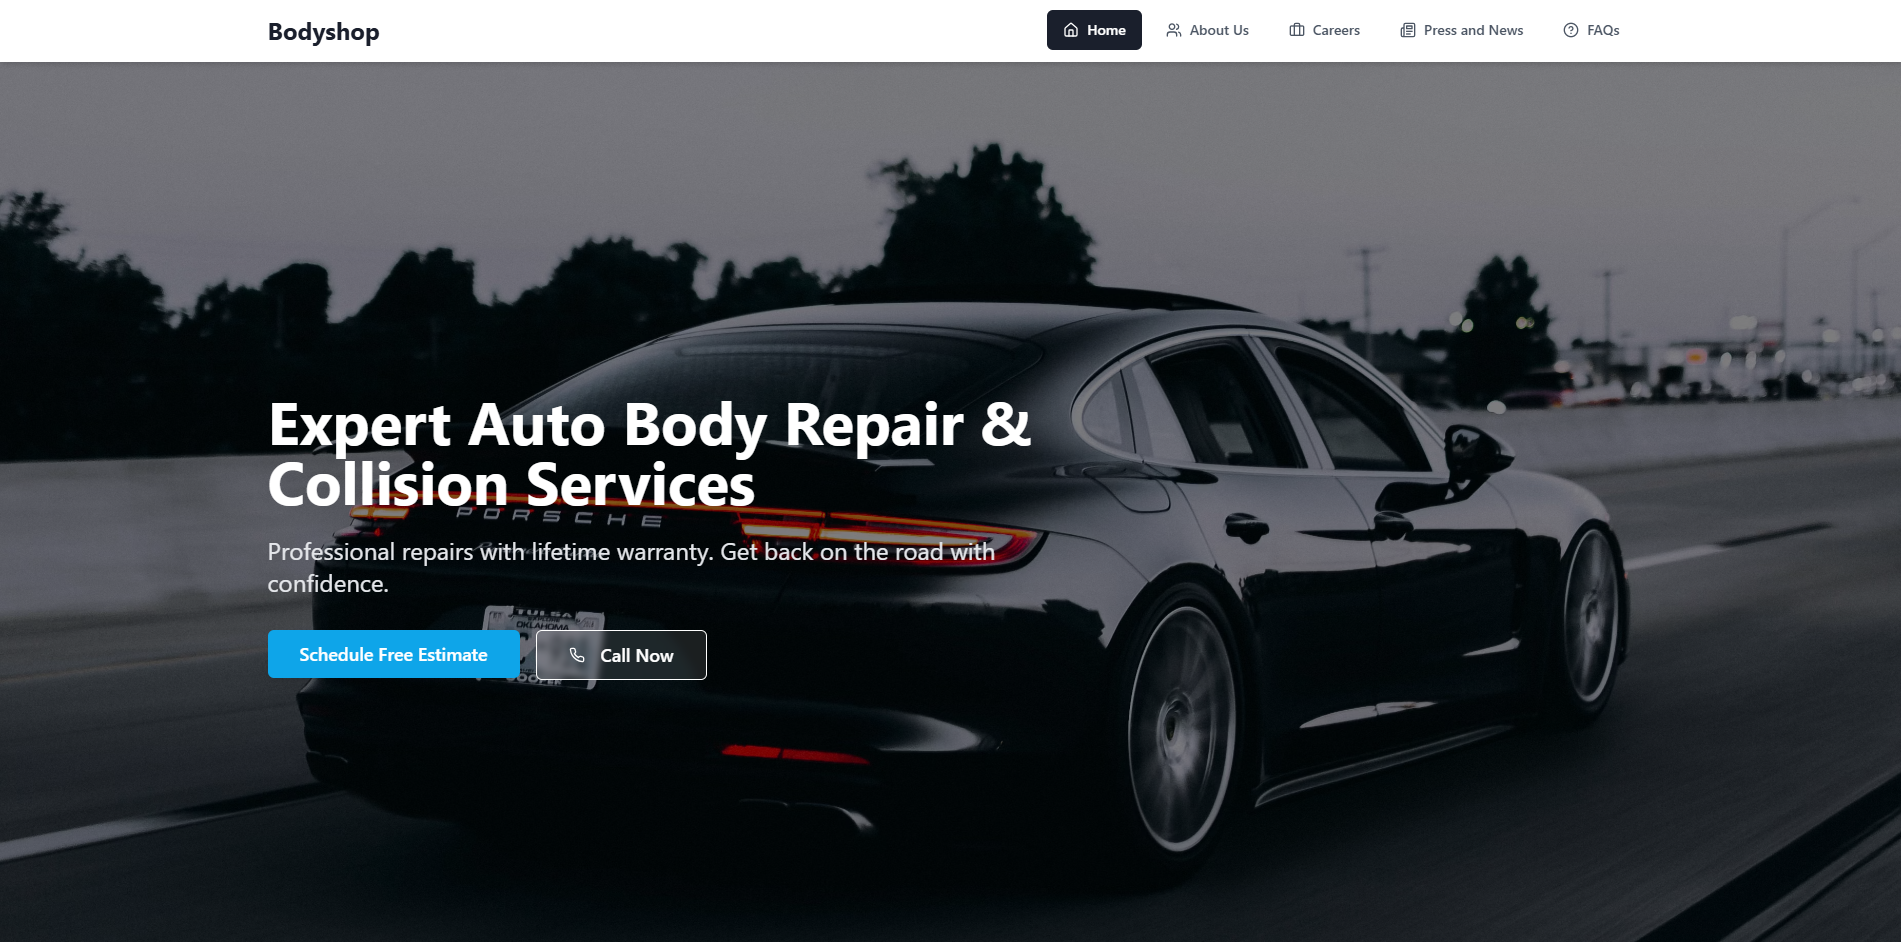 Bodyshop
Home
About Us
Careers
Press and News
FAQs
Expert Auto Body Repair &
Collision Services
PORSCHE
Professional repairs with lifetime warranty. Get back on the road with
confidence.
OKLAHOMA
Schedule Free Estimate
Call Now